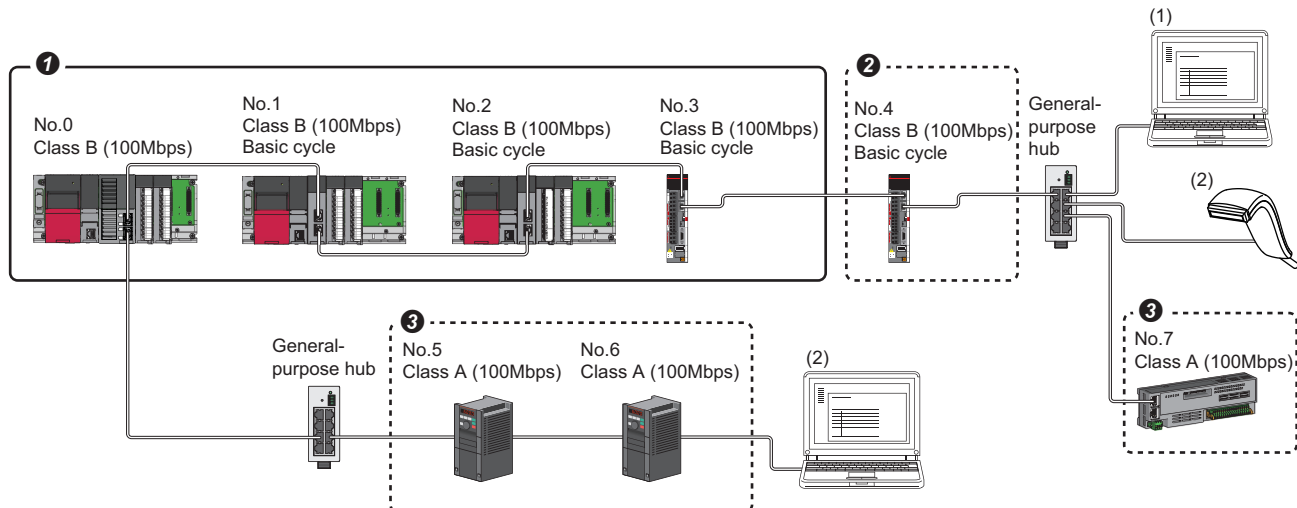 (1)
❶
❷
No.0
Class B (100Mbps)
No.1
Class B (100Mbps)
Basic cycle
No.2
Class B (100Mbps)
Basic cycle
No.3
Class B (100Mbps)
Basic cycle
No.4
Class B (100Mbps)
Basic cycle
General-
purpose
hub
(2)
❸
No.7
Class A (100Mbps)
General-
purpose hub
❸
No.5
Class A (100Mbps)
No.6
Class A (100Mbps)
(2)